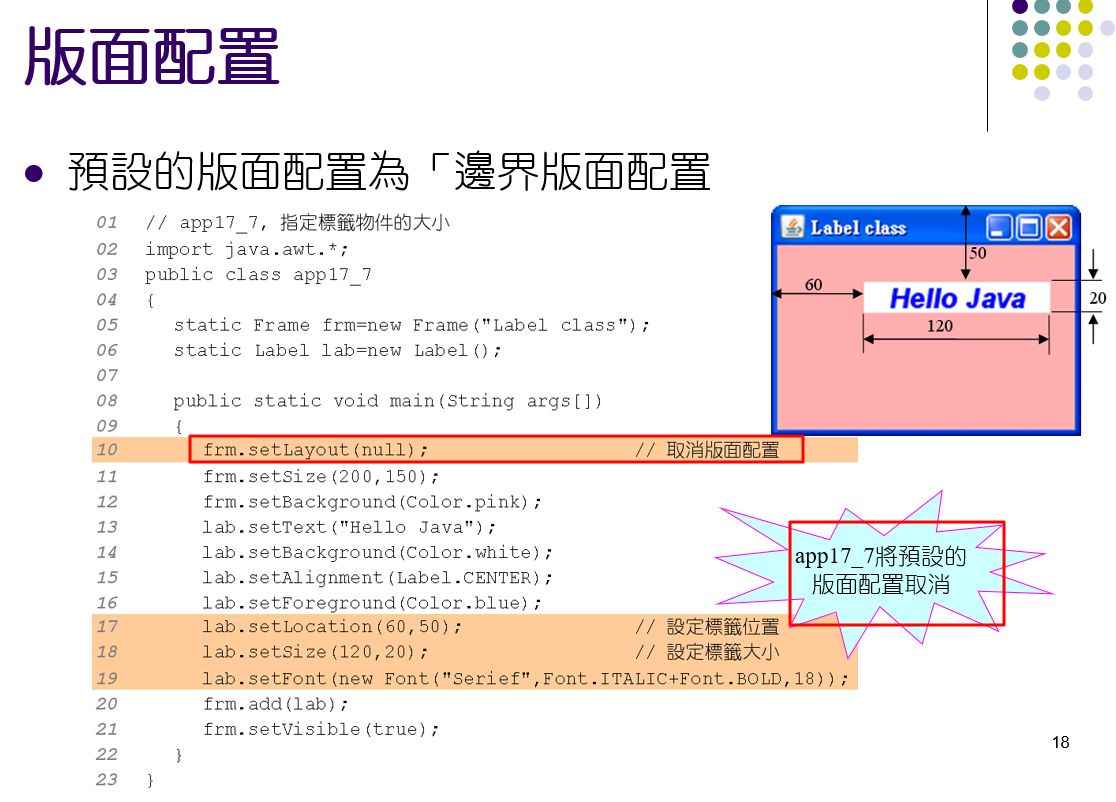 版面配置
預設的版面配置為「邊界版面配置
01 // app17_7, 指定標籤物件的大小
02 import java.awt.*;
03 public class app17_7
04 {
05 static Frame frm=new Frame("Label class");
06 static Label lab=new Label();
07
08 public static void main(String args[])
09 {
10 frm.setLayout(null); // 取消版面配置
11 frm.setSize(200,150);
12 frm.setBackground(Color.pink);
13 lab.setText("Hello Java");
14 lab.setBackground(Color.white);
15 lab.setAlignment(Label.CENTER);
16 lab.setForeground(Color.blue);
17 lab.setLocation(60,50); // 設定標籤位置
18 lab.setSize(120,20); // 設定標籤大小
19 lab.setFont(new Font("Serief",Font.ITALIC+Font.BOLD,18));
20 frm.add(lab);
21 frm.setVisible(true);
22 }
23 }
Label class
50
60
Hello Java
20
120
app17_7將預設的
版面配置取消
18